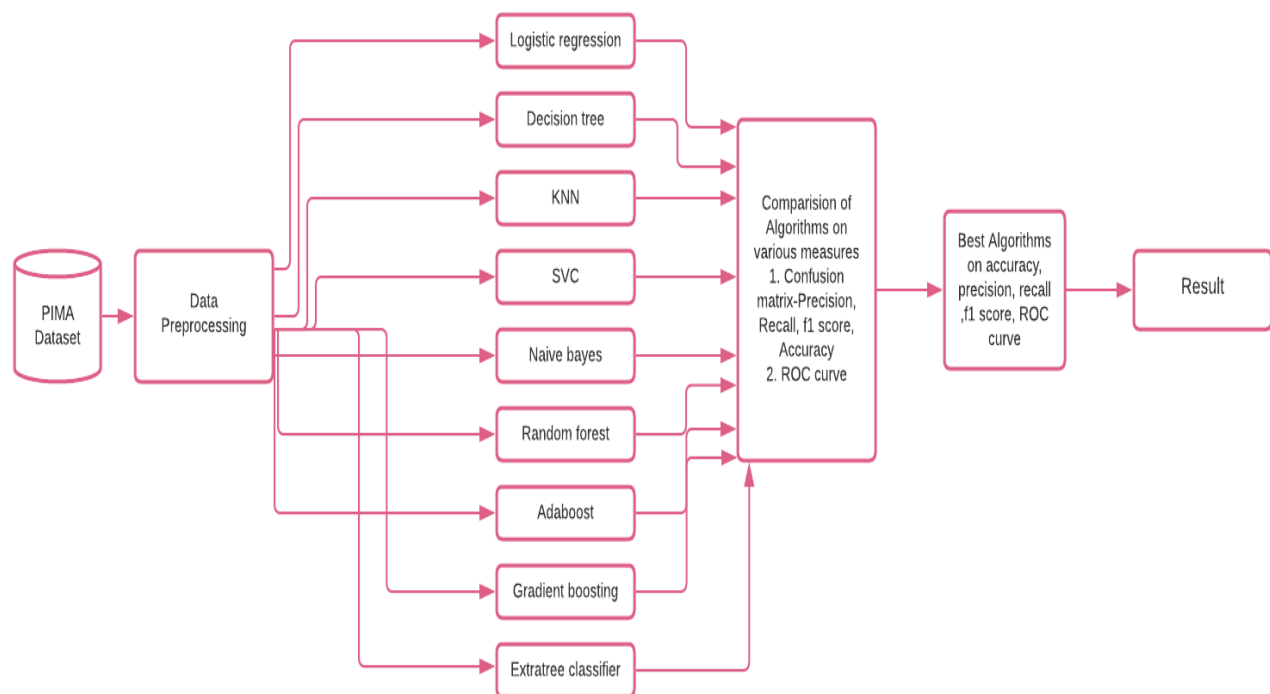 PIMA
Dataset
Data
Preprocessing
Logistic regression
Decision tree
KNN
SVC
Naive bayes
Random forest
Adaboost
Gradient boosting
Extratree classifier
Comparision of
Algorithms on
various measures
1. Confusion
matrix-Precision,
Recall, f1 score,
Accuracy
2. ROC curve
Best Algorithms
on accuracy,
precision, recall
,f1 score, ROC
curve
Result